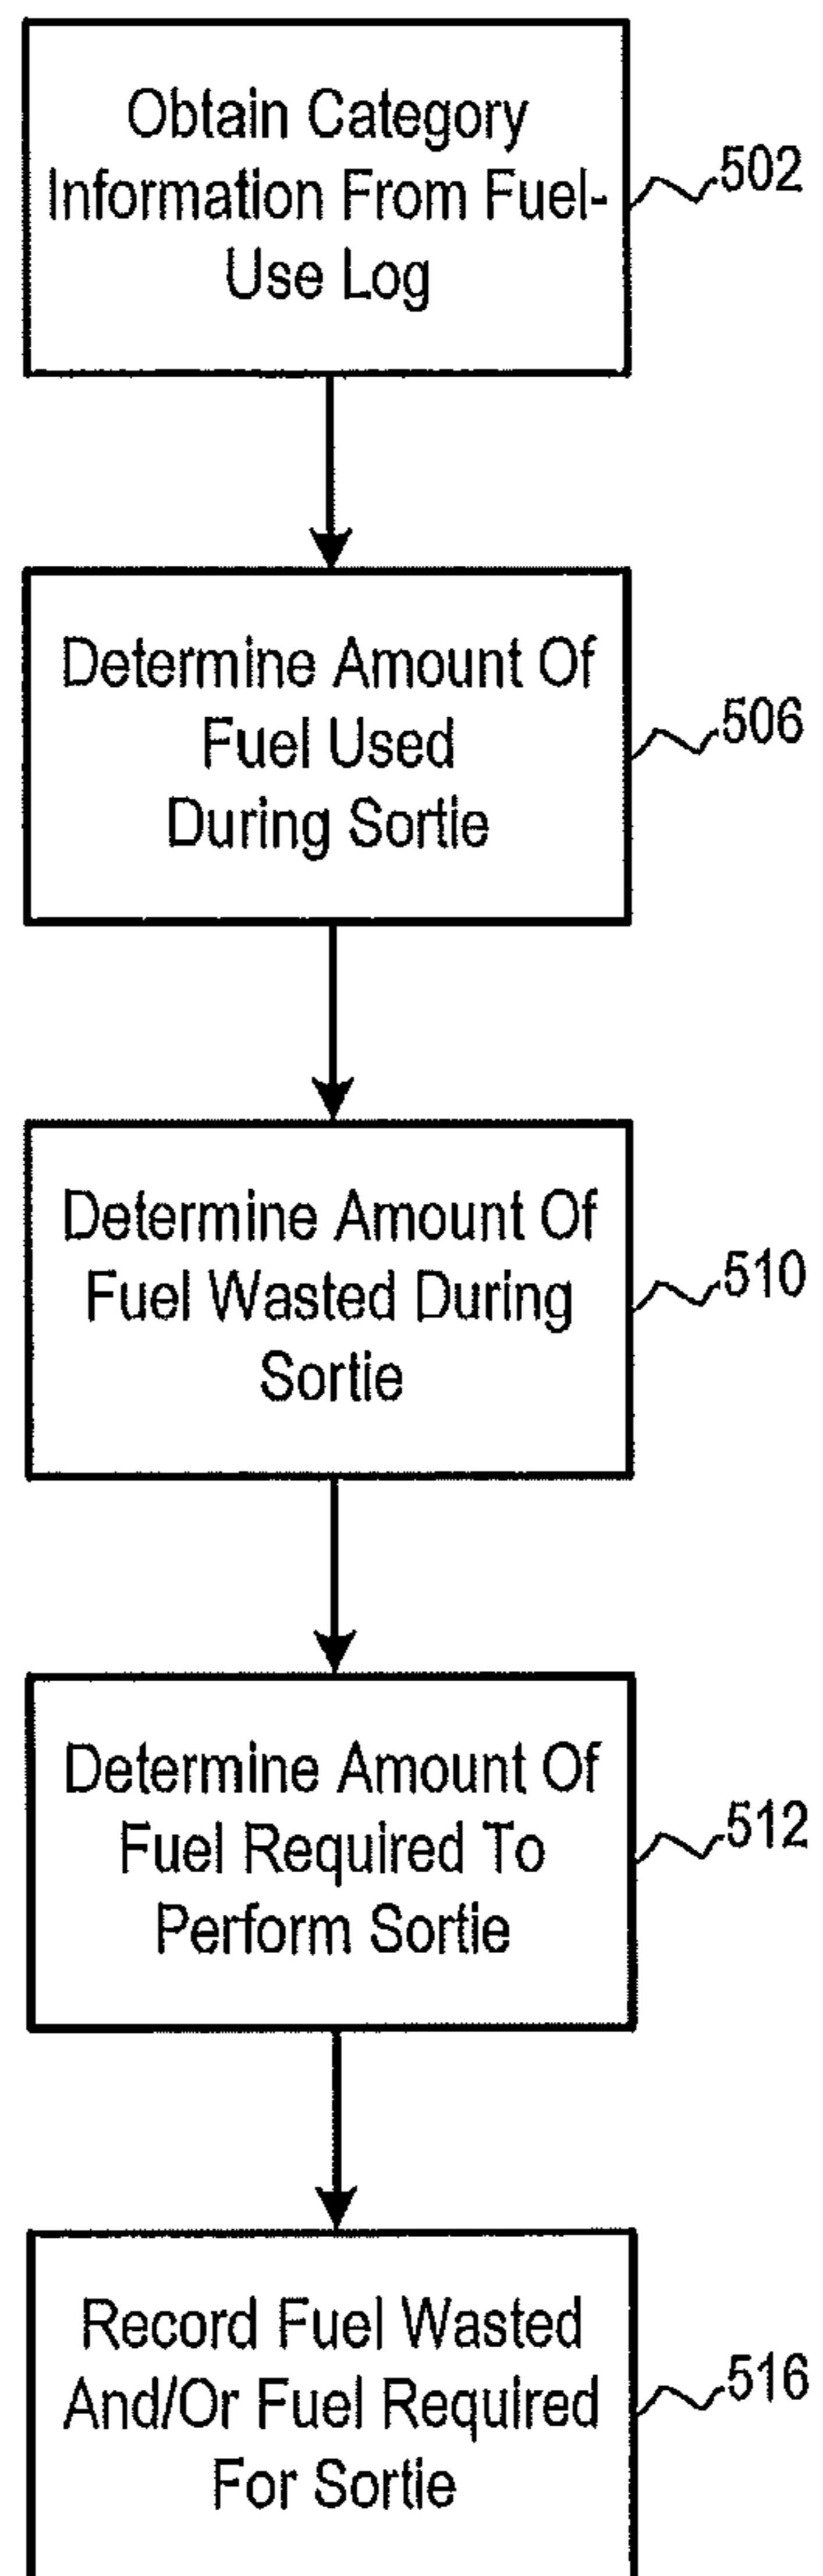 Obtain Category
Information From Fuel-
Use Log
502
Determine Amount Of
Fuel Used
During Sortie
506
Determine Amount Of
Fuel Wasted During
Sortie
510
Determine Amount Of
Fuel Required To
Perform Sortie
512
Record Fuel Wasted
And/Or Fuel Required
For Sortie
516